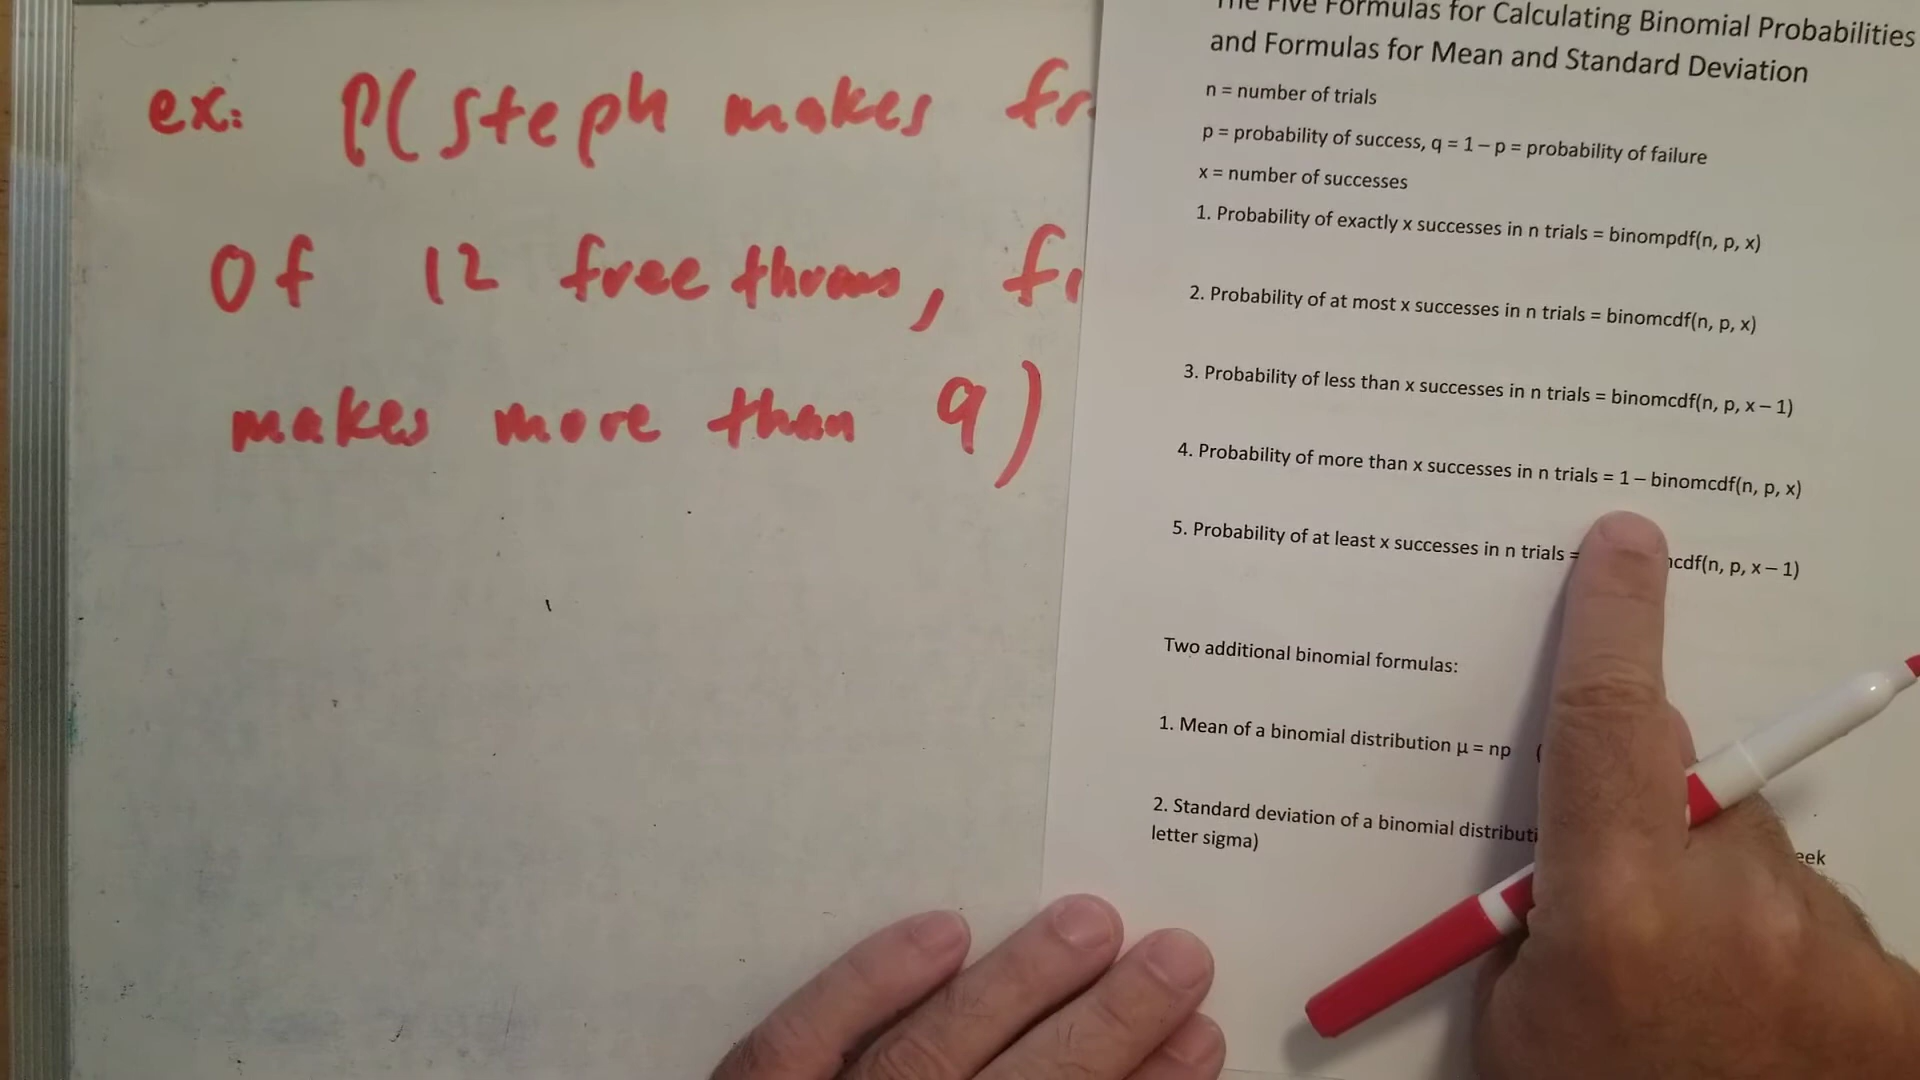 ex: P(Steph makes fr
Of 12 free throws, f
makes more than 9)
The Five Formulas for Calculating Binomial Probabilities
and Formulas for Mean and Standard Deviation
n = number of trials
p = probability of success, q = 1 – p = probability of failure
x = number of successes
1. Probability of exactly x successes in n trials = binompdf(n, p, x)
2. Probability of at most x successes in n trials = binomcdf(n, p, x)
3. Probability of less than x successes in n trials = binomcdf(n, p, x – 1)
4. Probability of more than x successes in n trials = 1 – binomcdf(n, p, x)
5. Probability of at least x successes in n trials = cdf(n, p, x – 1)
Two additional binomial formulas:
1. Mean of a binomial distribution μ = np (
2. Standard deviation of a binomial distributi eek
letter sigma)